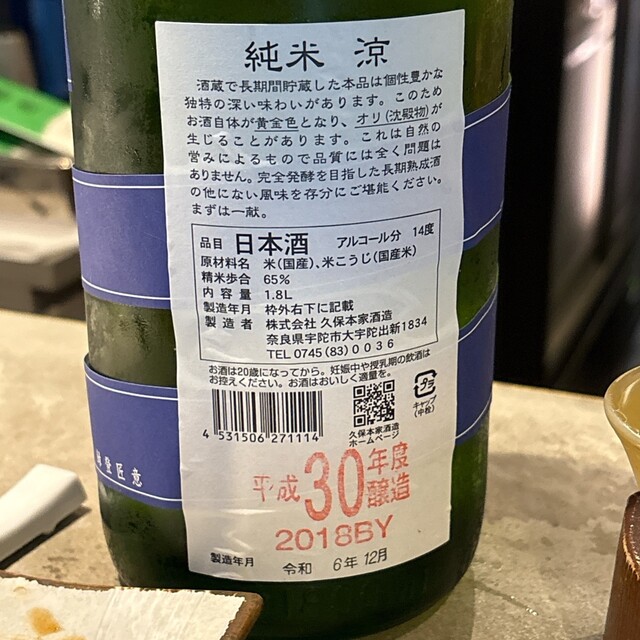 純米 涼
酒蔵で長期間貯蔵した本品は個性豊かな
独特の深い味わいがあります。このため
お酒自体が黄金色となり、オリ(沈殿物)が
生じることがあります。これは自然の
営みによるもので品質には全く問題は
ありません。完全発酵を目指した長期熟成酒
の他にない風味を存分にご堪能ください。
まずは一献。
品目 日本酒 アルコール分 14度
原材料名 米(国産)、米こうじ(国産米)
精米歩合 65%
内容量 1.8L
製造年月 枠外右下に記載
製造者 株式会社 久保本家酒造
奈良県宇陀市大宇陀出新1834
TEL 0745(83)0036
お酒は20歳になってから。妊娠中や授乳期の飲酒は
お控えください。お酒はおいしく適量を。
4 531506 271114
久保本家酒造
ホームページ
プラ
キャップ
(中栓)
平成30年度醸造
2018BY
製造年月 令和 6年12月
匠意